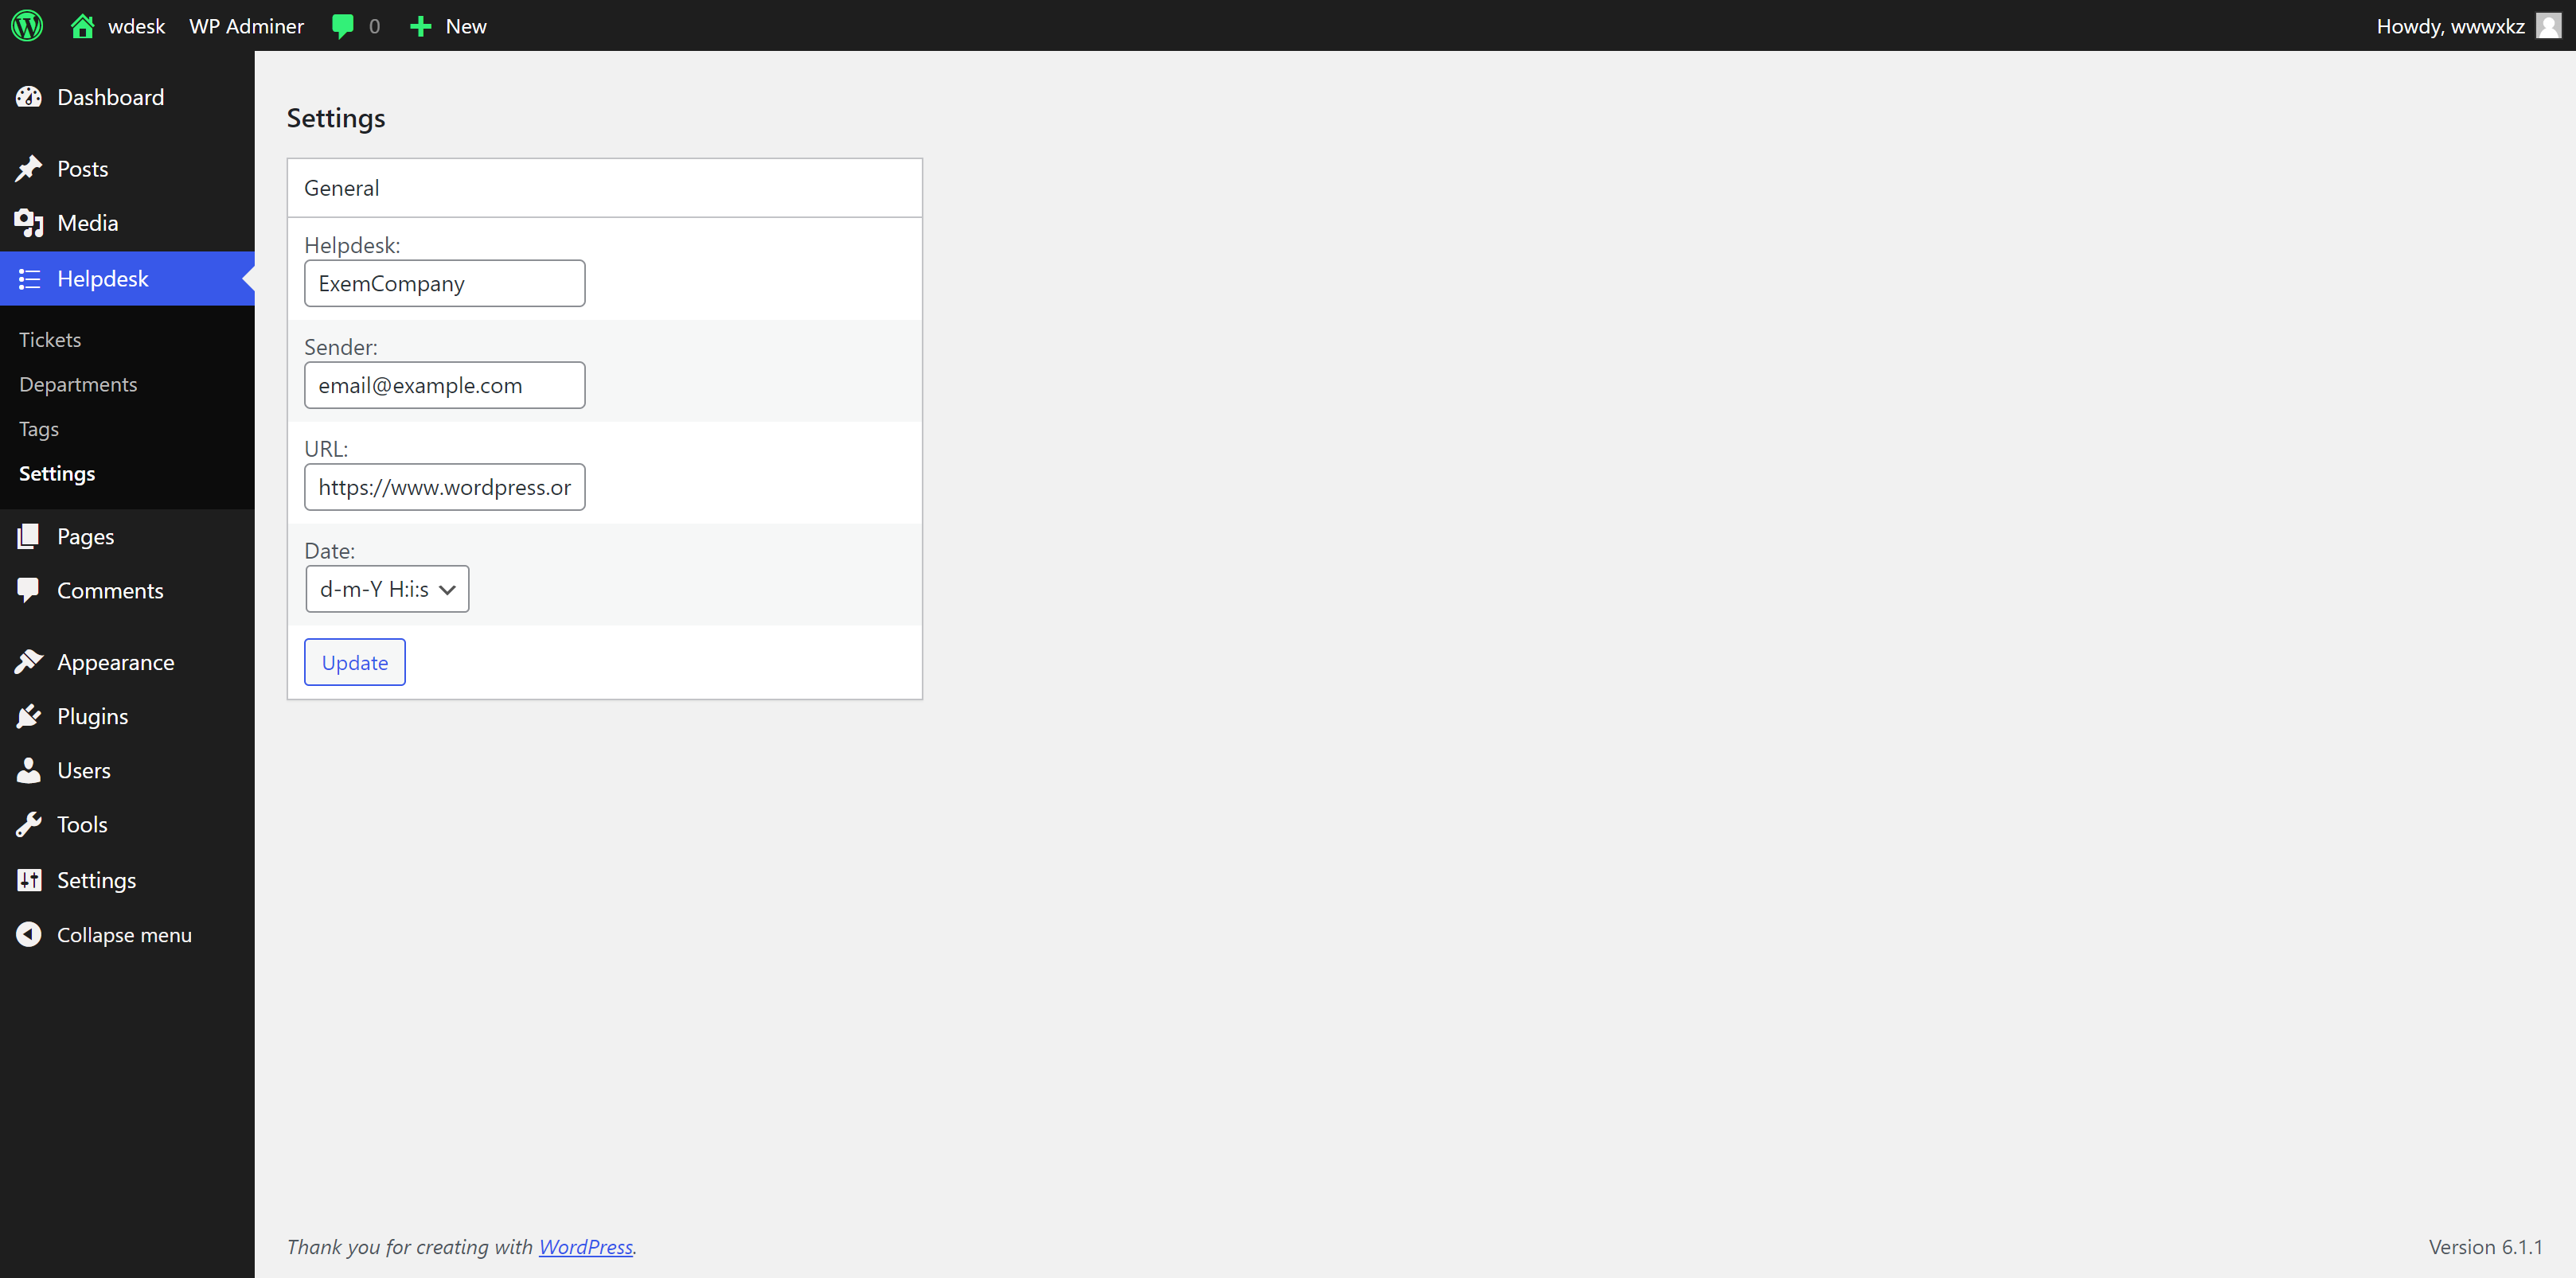 wdesk WP Adminer 0 New Howdy, wwwxkz
Dashboard
Posts
Media
Helpdesk
Tickets
Departments
Tags
Settings
Pages
Comments
Appearance
Plugins
Users
Tools
Settings
Collapse menu
Settings
General
Helpdesk:
ExemCompany
Sender:
email@example.com
URL:
https://www.wordpress.or
Date:
d-m-Y H:i:s
Update
Thank you for creating with WordPress.
Version 6.1.1